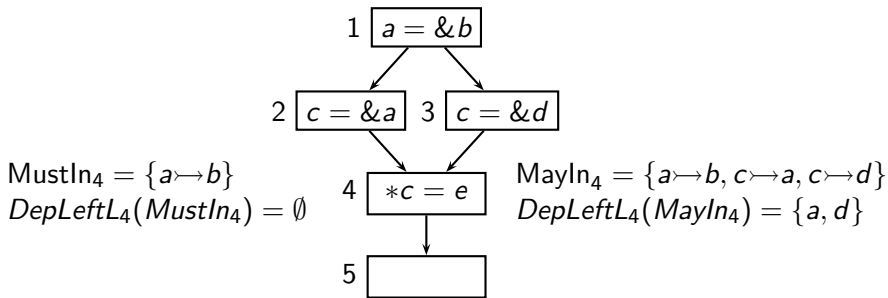 1 a = &b
2 c = &a 3 c = &d
MustIn₄ = {a↣b}
DepLeftL₄(MustIn₄) = ∅
4 *c = e
MayIn₄ = {a↣b, c↣a, c↣d}
DepLeftL₄(MayIn₄) = {a, d}
5